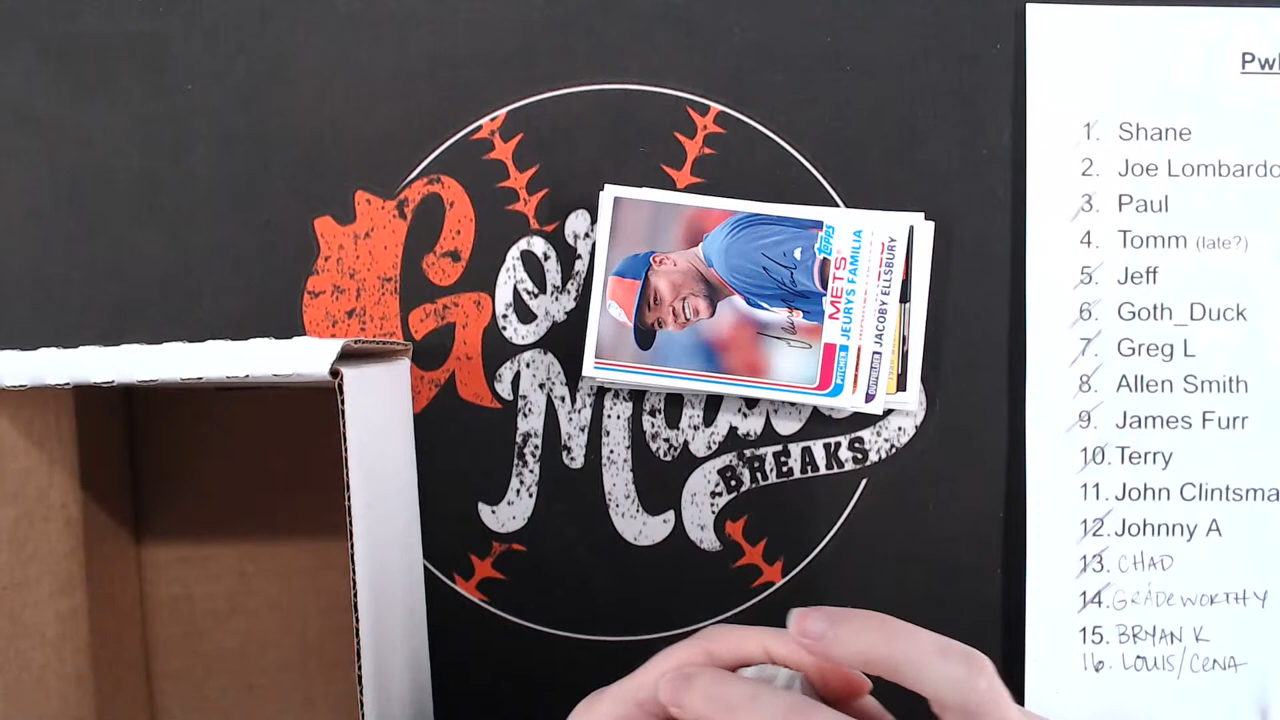 Go
BREAKS
Topps
METS
PITCHER JEURYS FAMILIA
OUTFIELDER JACOBY ELLSBURY
1. Shane
2. Joe Lombardo
3. Paul
4. Tomm (late?)
5. Jeff
6. Goth_Duck
7. Greg L
8. Allen Smith
9. James Furr
10. Terry
11. John Clintsma
12. Johnny A
13. CHAD
14. GRADEWORTHY
15. BRYAN K
16. LOUIS/CENA